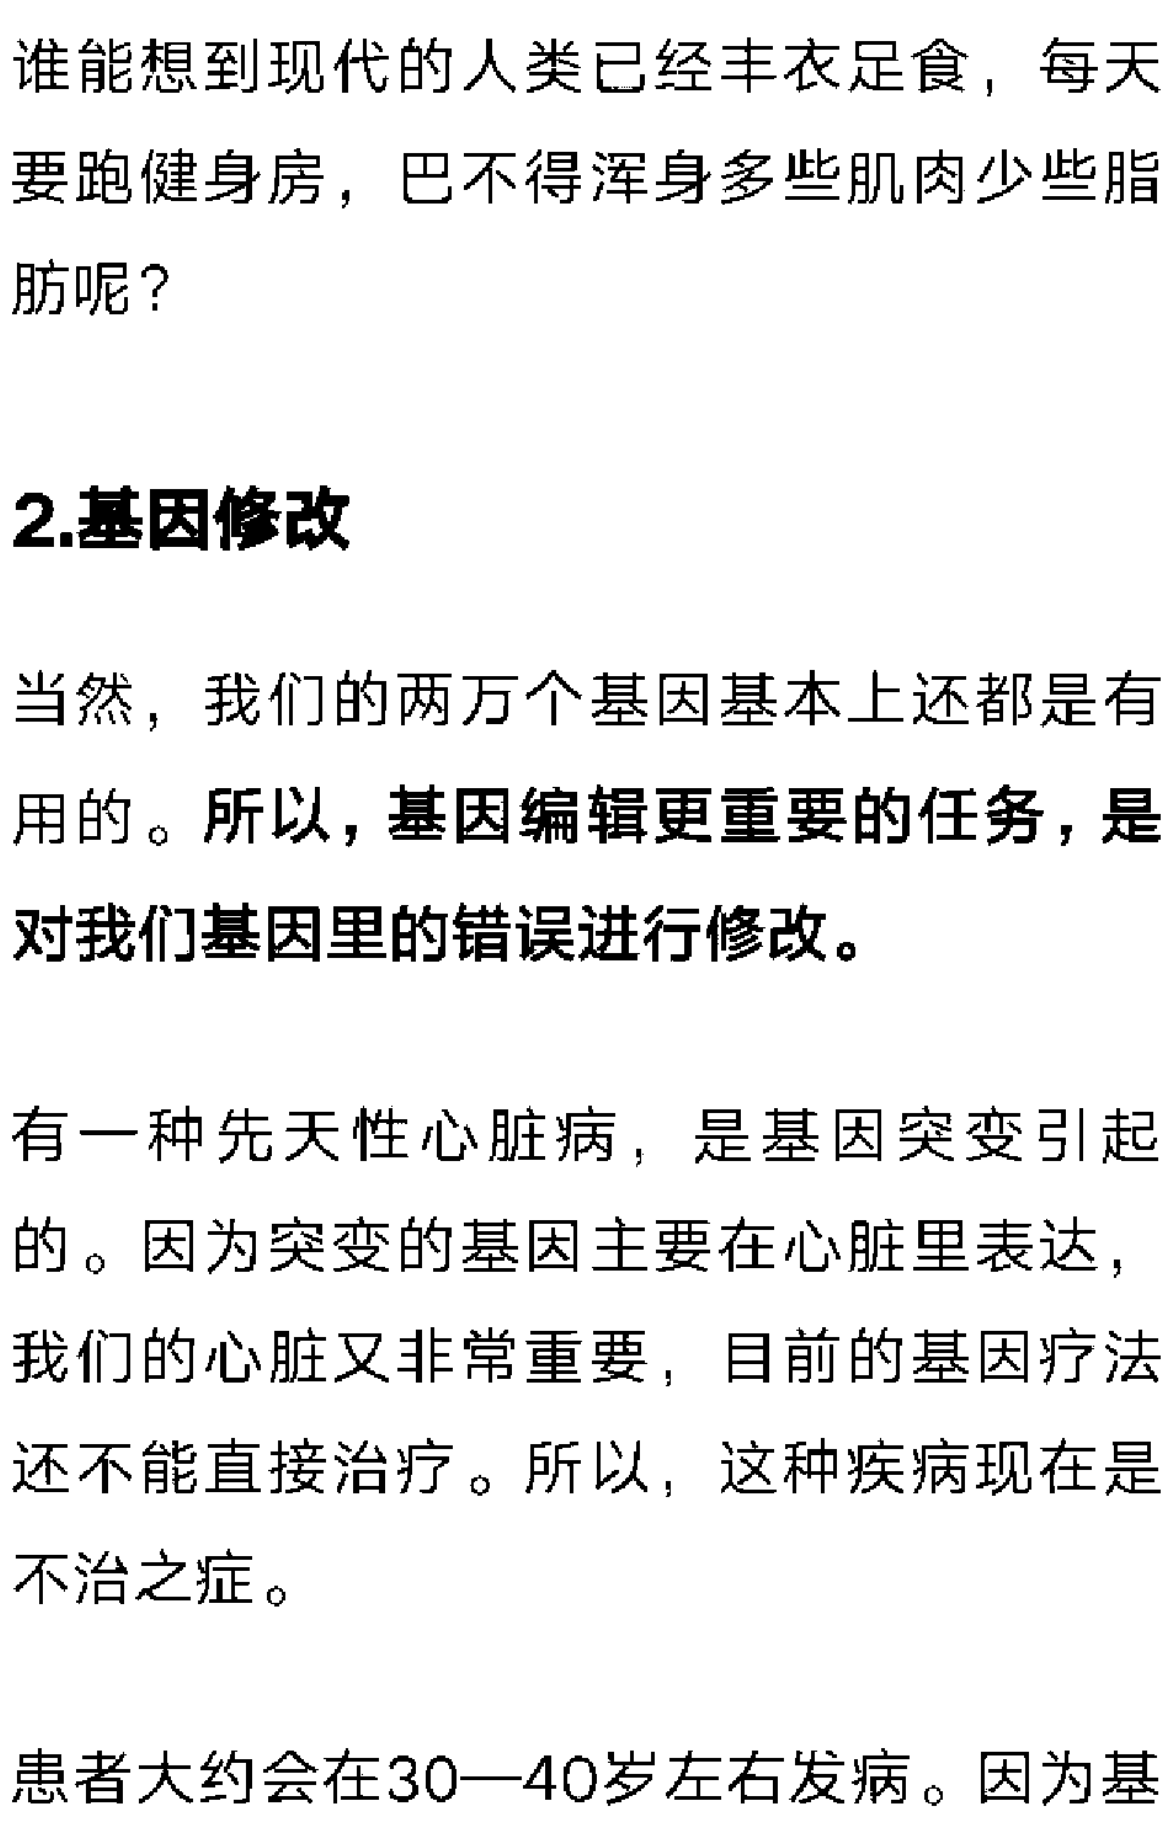 谁能想到现代的人类已经丰衣足食，每天
要跑健身房，巴不得浑身多些肌肉少些脂
肪呢？
2.基因修改
当然，我们的两万个基因基本上还都是有
用的。所以，基因编辑更重要的任务，是
对我们基因里的错误进行修改。
有一种先天性心脏病，是基因突变引起
的。因为突变的基因主要在心脏里表达，
我们的心脏又非常重要，目前的基因疗法
还不能直接治疗。所以，这种疾病现在是
不治之症。
患者大约会在30—40岁左右发病。因为基